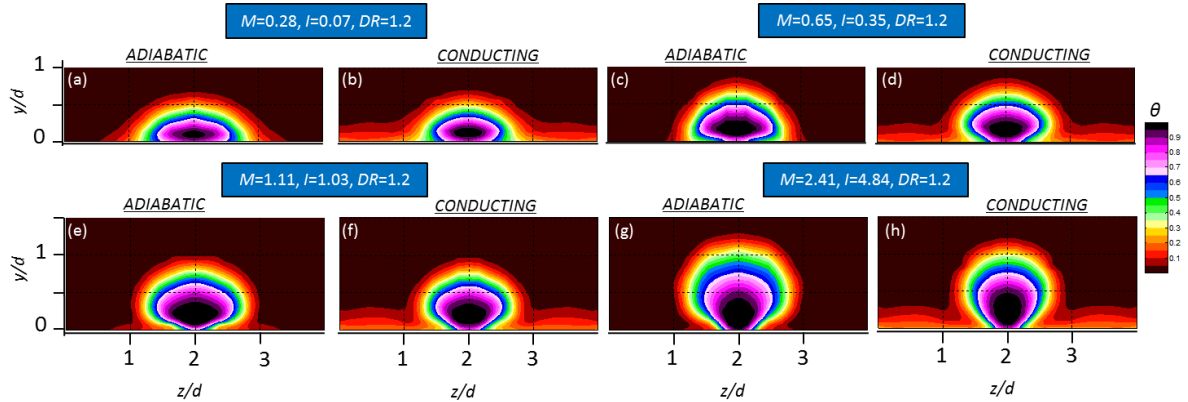 M=0.28, I=0.07, DR=1.2
M=0.65, I=0.35, DR=1.2
ADIABATIC
CONDUCTING
ADIABATIC
CONDUCTING
1
y/d
0
(a)
(b)
(c)
(d)
θ
0.9
0.8
0.7
0.6
0.5
0.4
0.3
0.2
0.1
M=1.11, I=1.03, DR=1.2
M=2.41, I=4.84, DR=1.2
ADIABATIC
CONDUCTING
ADIABATIC
CONDUCTING
y/d
1
0
(e)
(f)
(g)
(h)
1 2 3
1 2 3
1 2 3
1 2 3
z/d
z/d
z/d
z/d